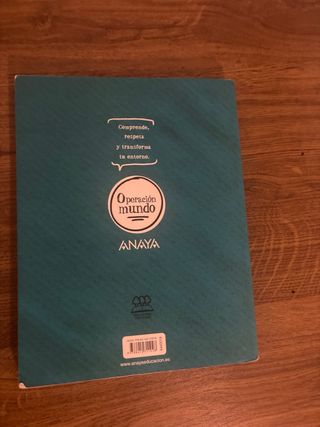 Comprende,
respeta
y transforma
tu entorno.
Operación
mundo
ANAYA
www.anayaeducacion.es